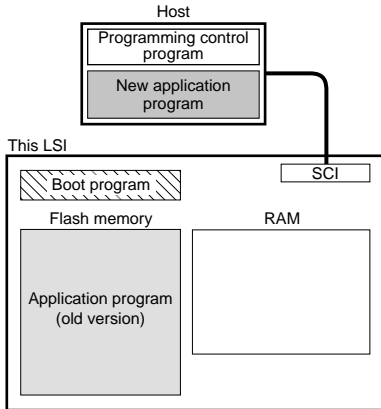 Host
Programming control
program
New application
program
This LSI
SCI
Boot program
Flash memory
RAM
Application program
(old version)